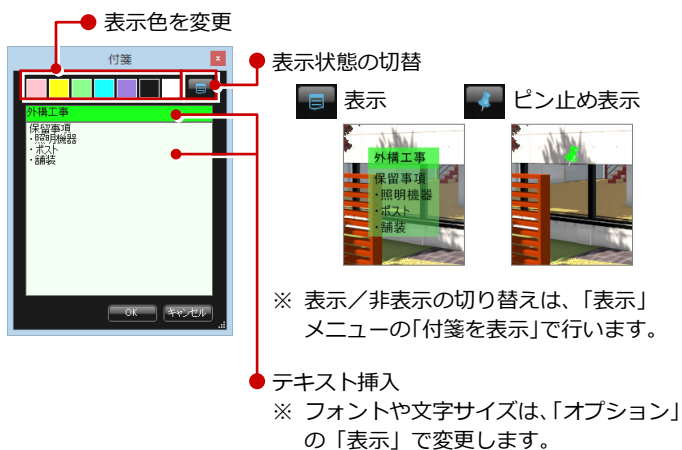 表示色を変更
付箋
x
外構工事
保留事項
・照明機器
・ポスト
・舗装
OK
キャンセル
表示状態の切替
表示
ピン止め表示
外構工事
保留事項
・照明機器
・ポスト
・舗装
※ 表示／非表示の切り替えは、「表示」
メニューの「付箋を表示」で行います。
テキスト挿入
※ フォントや文字サイズは、「オプション」
の「表示」で変更します。